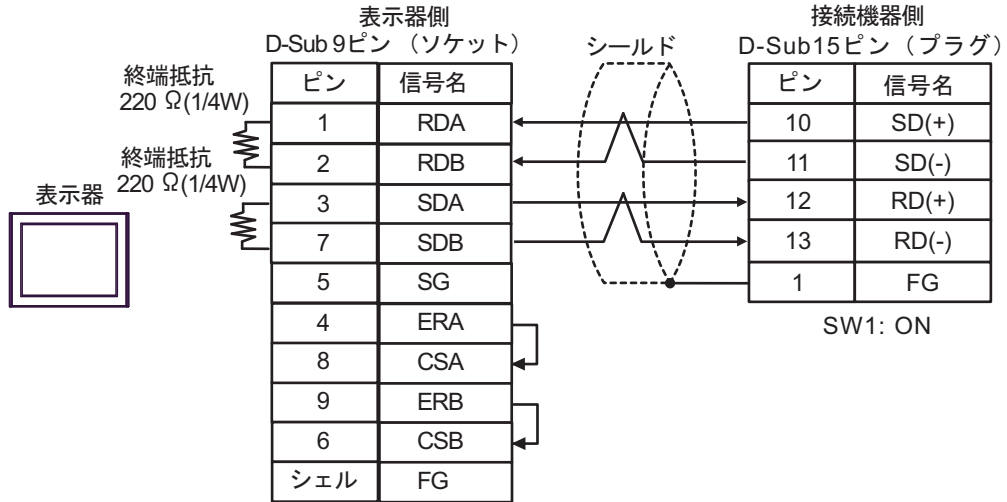 表示器側
D-Sub 9ピン （ソケット）
ピン 信号名
1 RDA
2 RDB
3 SDA
7 SDB
5 SG
4 ERA
8 CSA
9 ERB
6 CSB
シェル FG
終端抵抗
220 Ω(1/4W)
終端抵抗
220 Ω(1/4W)
表示器
シールド
接続機器側
D-Sub15ピン（プラグ）
ピン 信号名
10 SD(+)
11 SD(-)
12 RD(+)
13 RD(-)
1 FG
SW1: ON